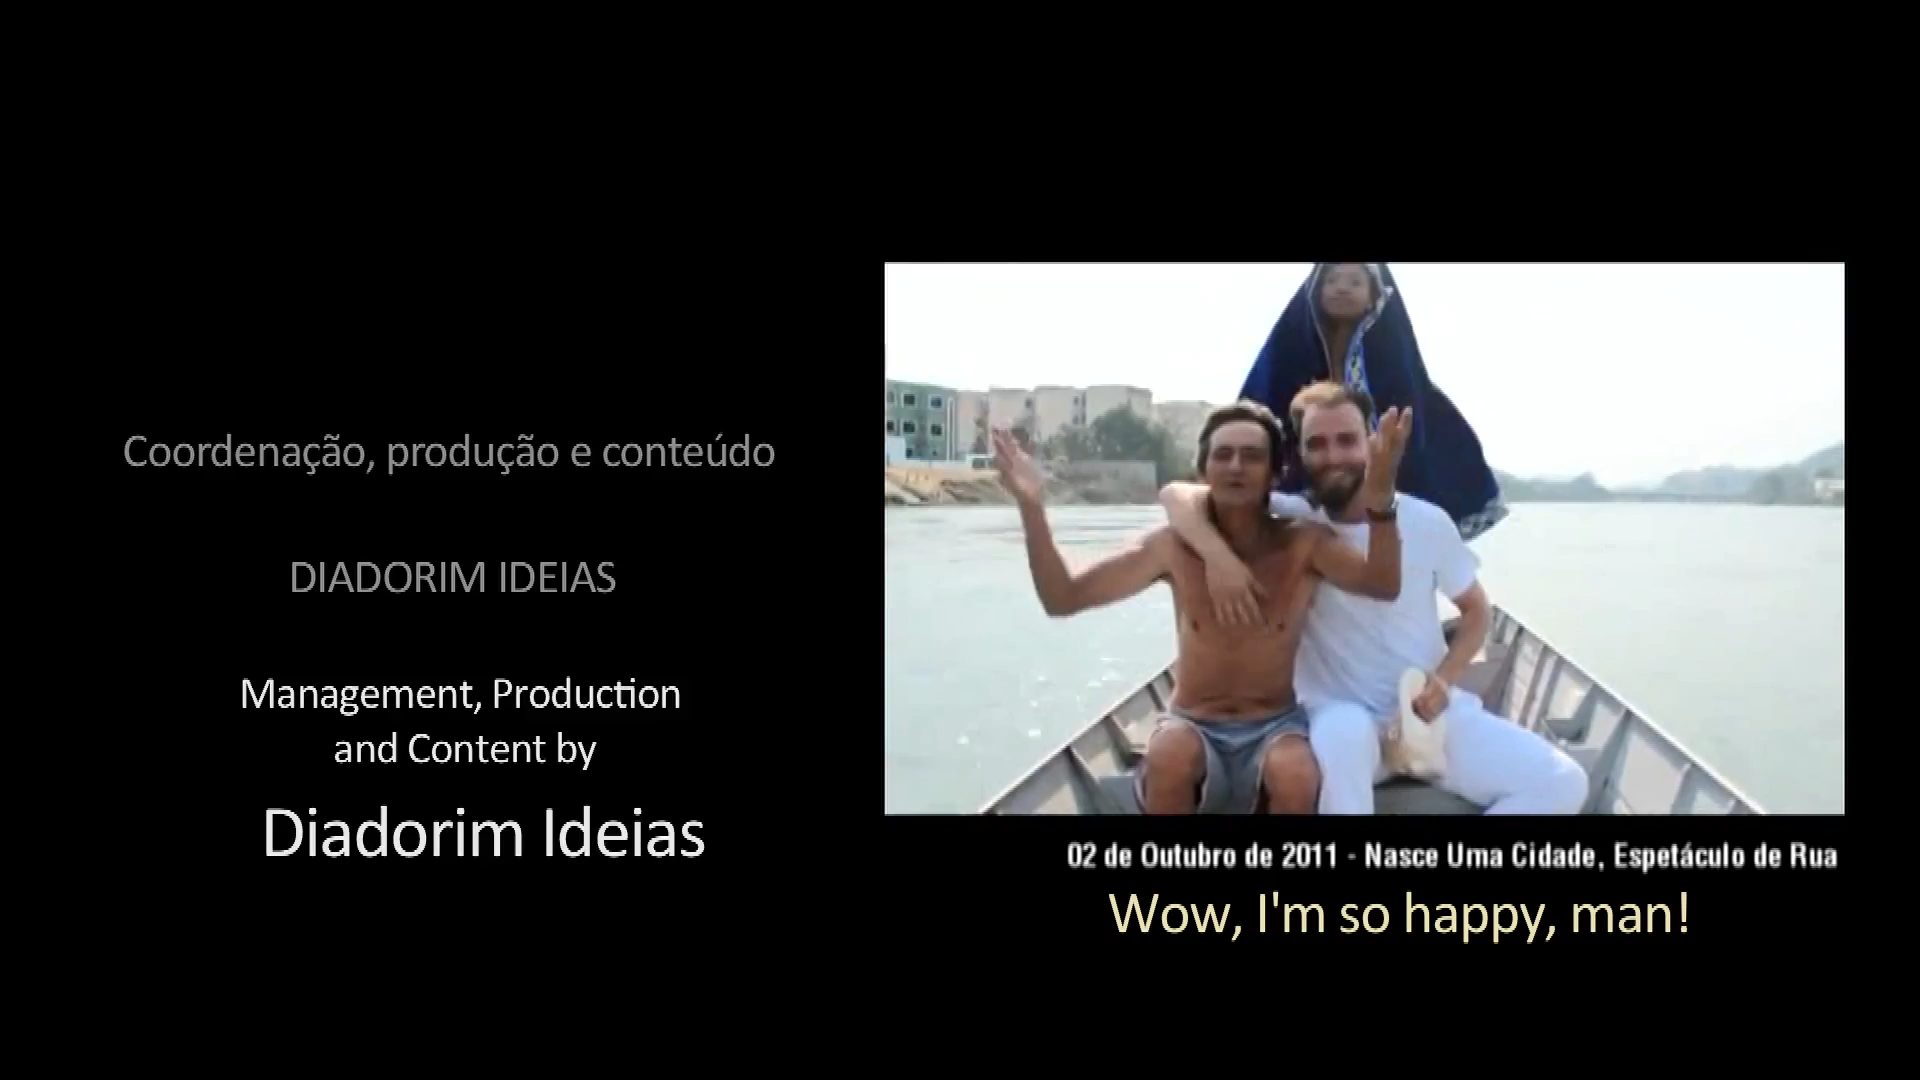 Coordenação, produção e conteúdo
DIADORIM IDEIAS
Management, Production
and Content by
Diadorim Ideias
02 de Outubro de 2011 - Nasce Uma Cidade, Espetáculo de Rua
Wow, I'm so happy, man!